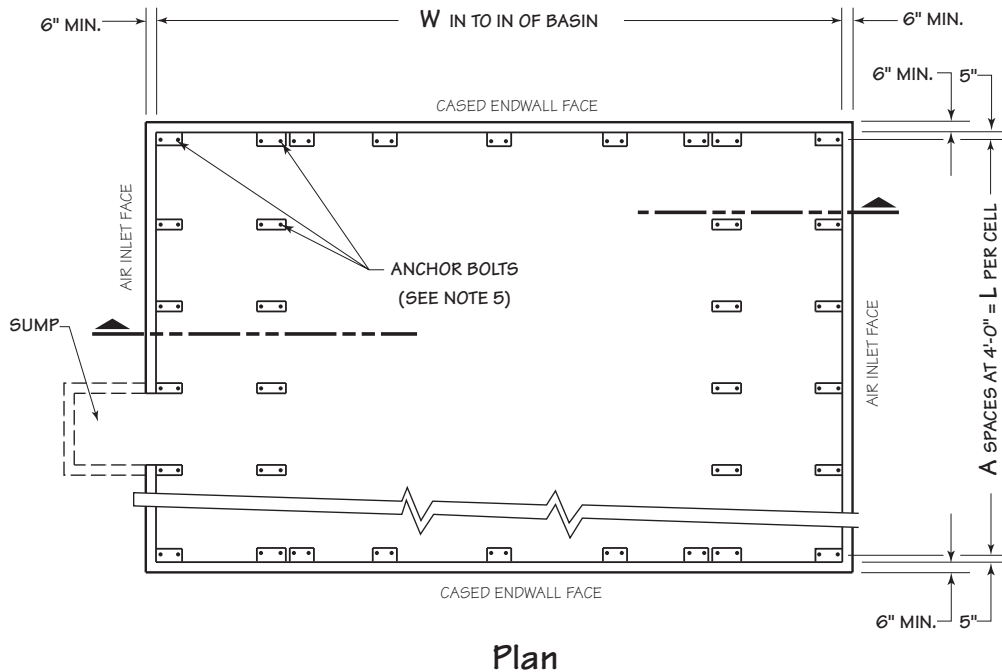 6" MIN.
W IN TO IN OF BASIN
6" MIN.
6" MIN.
5"
CASED ENDWALL FACE
AIR INLET FACE
ANCHOR BOLTS
(SEE NOTE 5)
SUMP
AIR INLET FACE
A SPACES AT 4'-0" = L PER CELL
CASED ENDWALL FACE
6" MIN.
5"
Plan